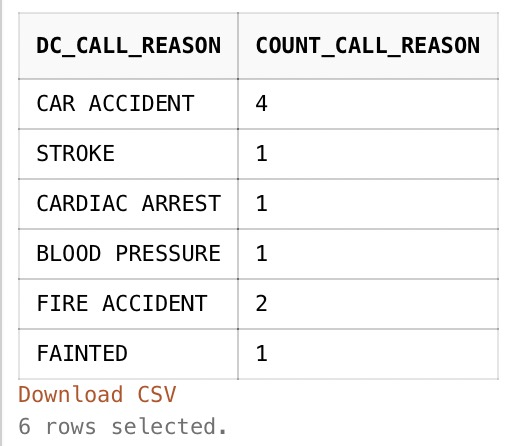 DC_CALL_REASON COUNT_CALL_REASON
CAR ACCIDENT 4
STROKE 1
CARDIAC ARREST 1
BLOOD PRESSURE 1
FIRE ACCIDENT 2
FAINTED 1
Download CSV
6 rows selected.